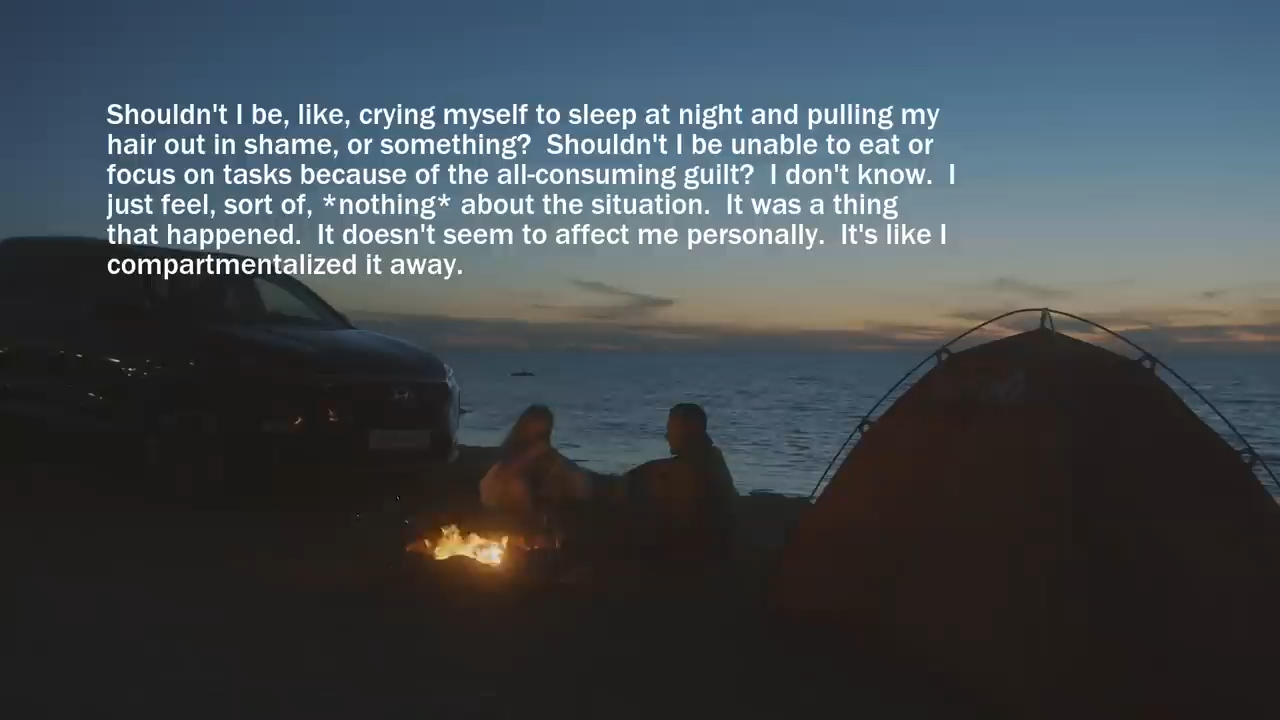 Shouldn't I be, like, crying myself to sleep at night and pulling my
hair out in shame, or something?  Shouldn't I be unable to eat or
focus on tasks because of the all-consuming guilt?  I don't know.  I
just feel, sort of, *nothing* about the situation.  It was a thing
that happened.  It doesn't seem to affect me personally.  It's like I
compartmentalized it away.